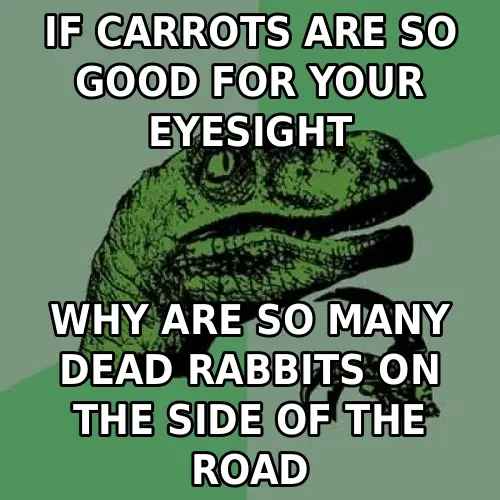 IF CARROTS ARE SO
GOOD FOR YOUR
EYESIGHT
WHY ARE SO MANY
DEAD RABBITS ON
THE SIDE OF THE
ROAD